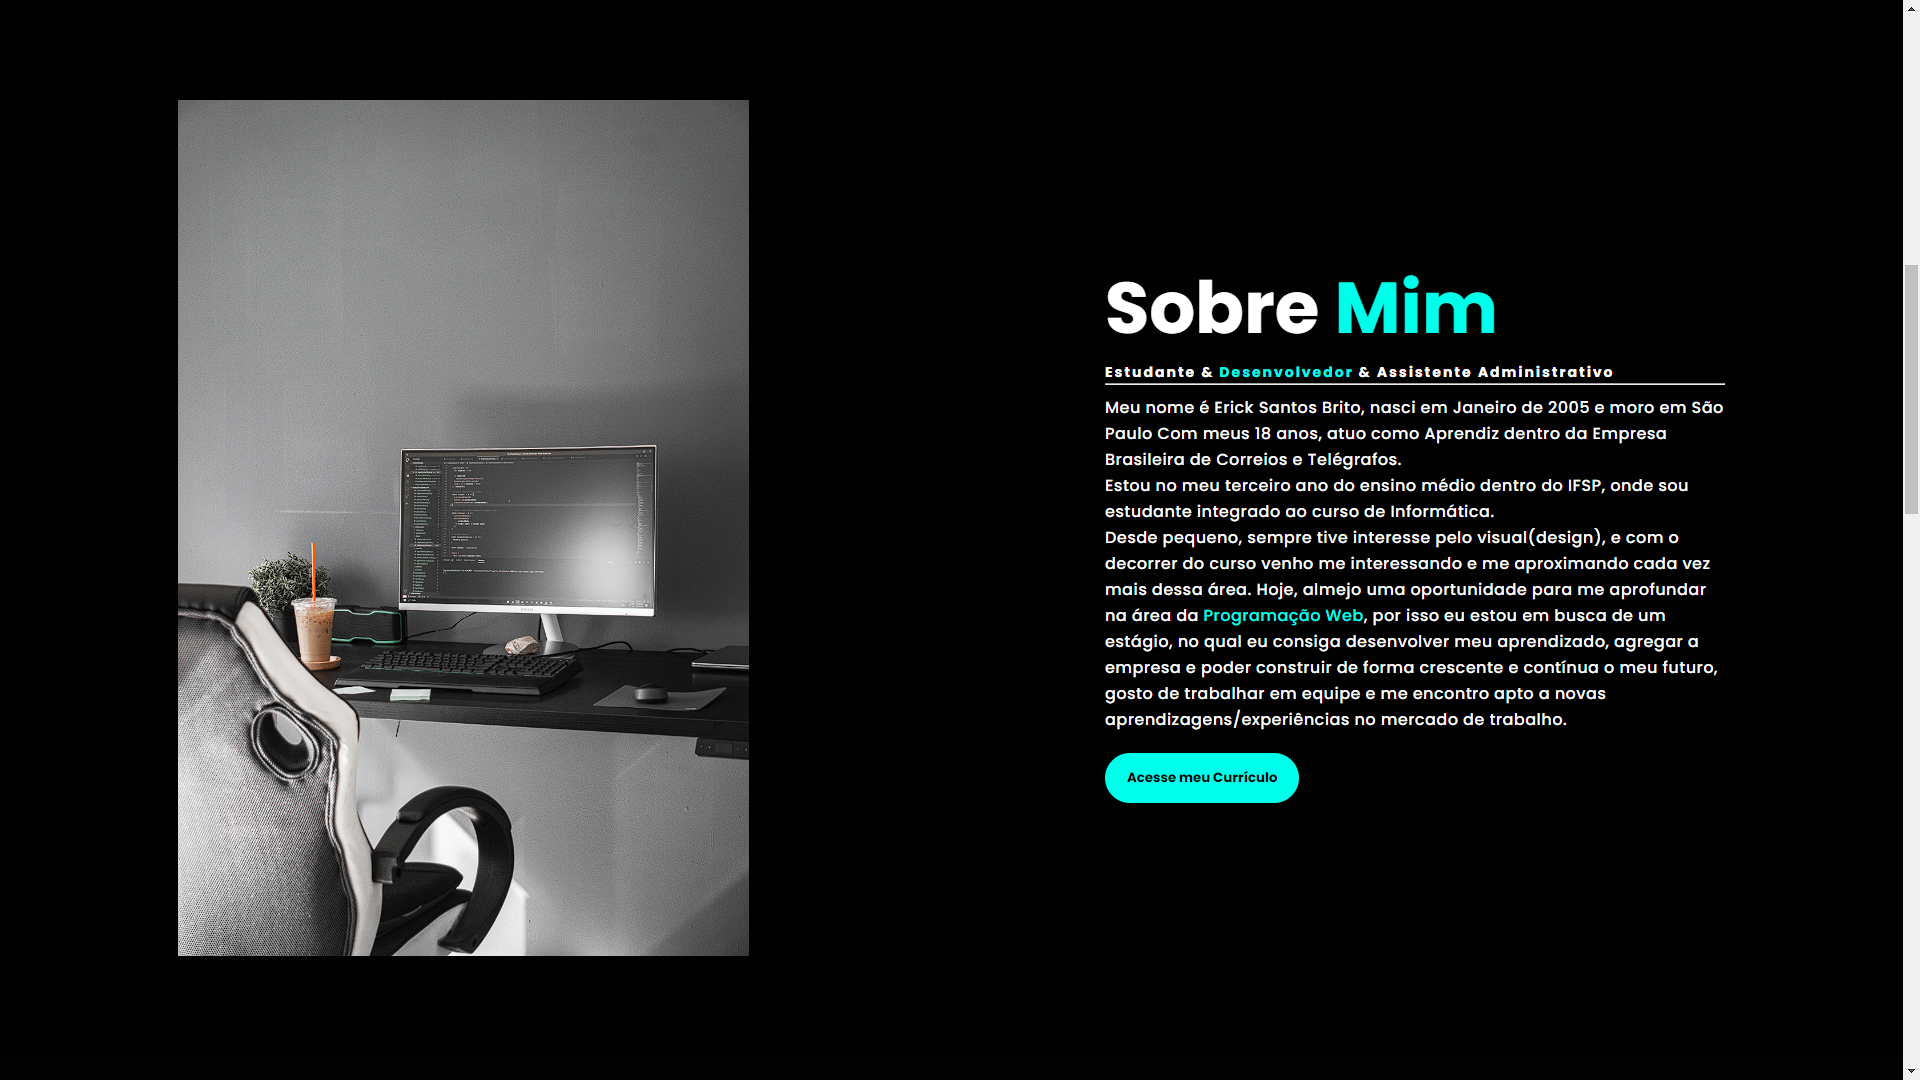 Sobre Mim
Estudante & Desenvolvedor & Assistente Administrativo
Meu nome é Erick Santos Brito, nasci em Janeiro de 2005 e moro em São
Paulo Com meus 18 anos, atuo como Aprendiz dentro da Empresa
Brasileira de Correios e Telégrafos.
Estou no meu terceiro ano do ensino médio dentro do IFSP, onde sou
estudante integrado ao curso de Informática.
Desde pequeno, sempre tive interesse pelo visual(design), e com o
decorrer do curso venho me interessando e me aproximando cada vez
mais dessa área. Hoje, almejo uma oportunidade para me aprofundar
na área da Programação Web, por isso eu estou em busca de um
estágio, no qual eu consiga desenvolver meu aprendizado, agregar a
empresa e poder construir de forma crescente e contínua o meu futuro,
gosto de trabalhar em equipe e me encontro apto a novas
aprendizagens/experiências no mercado de trabalho.
Acesse meu Currículo